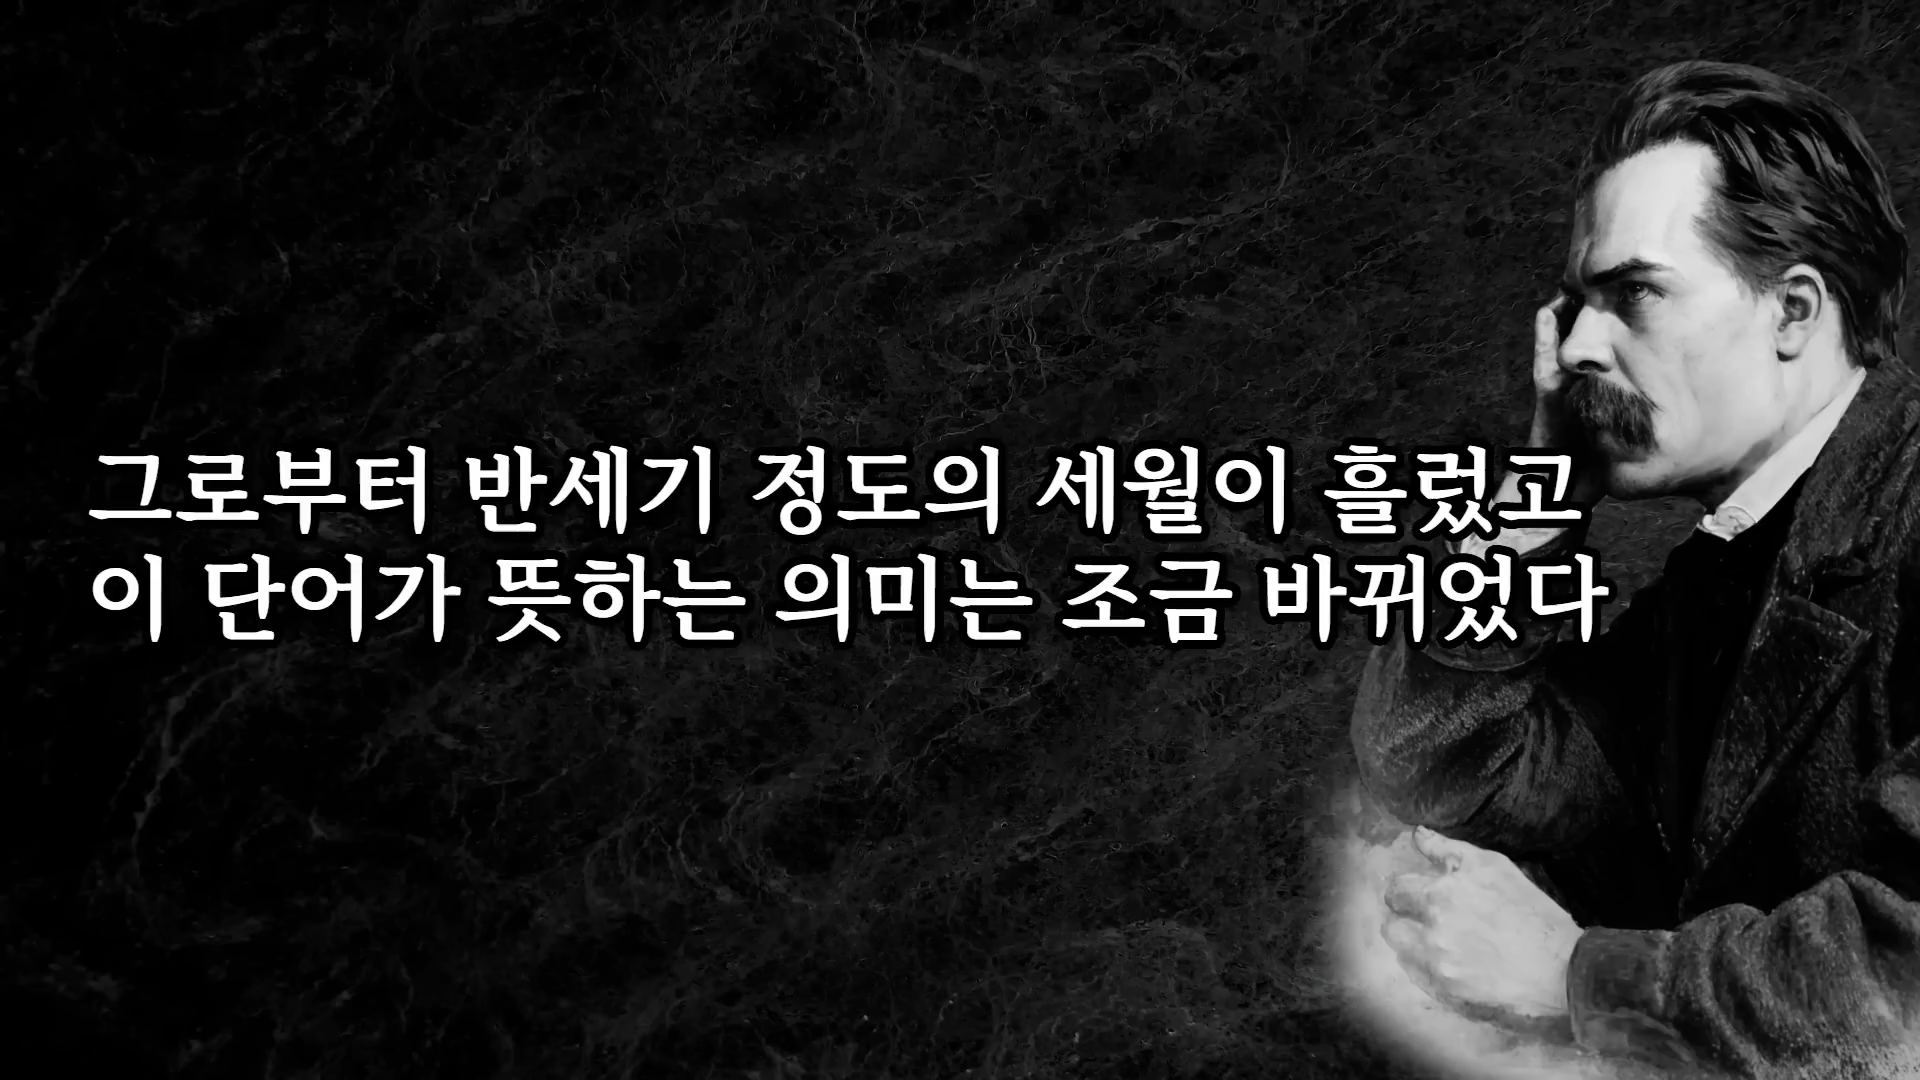 그로부터 반세기 정도의 세월이 흘렀고
이 단어가 뜻하는 의미는 조금 바뀌었다